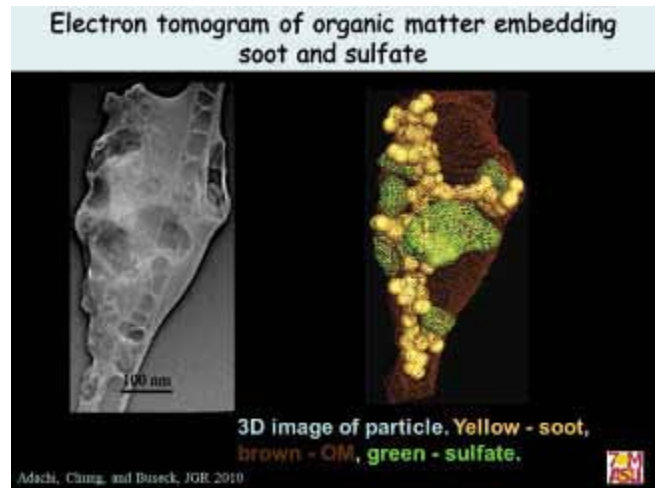 Electron tomogram of organic matter embedding
soot and sulfate
100 nm
3D image of particle. Yellow - soot,
brown - OM, green - sulfate.
Adachi, Chung, and Buseck, JGR 2010
ASU